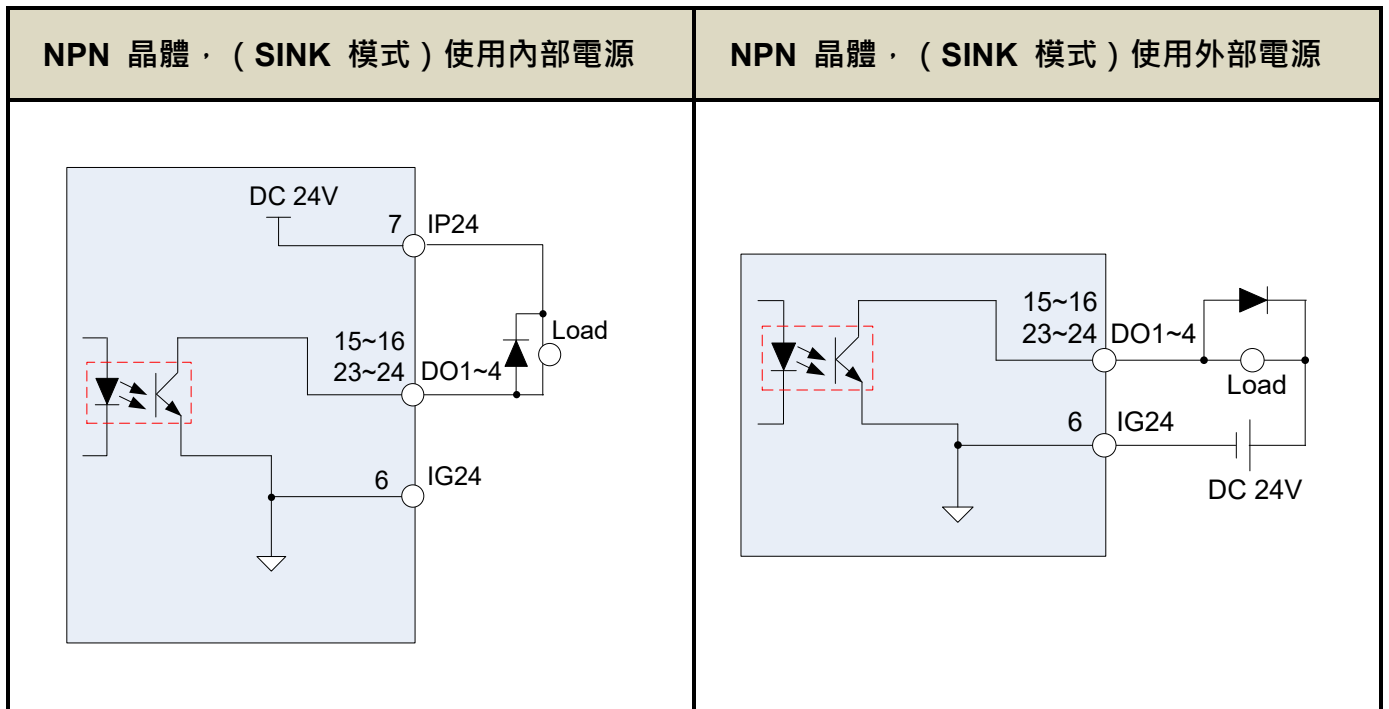 NPN 晶體，（SINK 模式）使用內部電源
NPN 晶體，（SINK 模式）使用外部電源
DC 24V
7 IP24
15~16
23~24 DO1~4
Load
6 IG24
15~16
23~24 DO1~4
Load
6 IG24
DC 24V